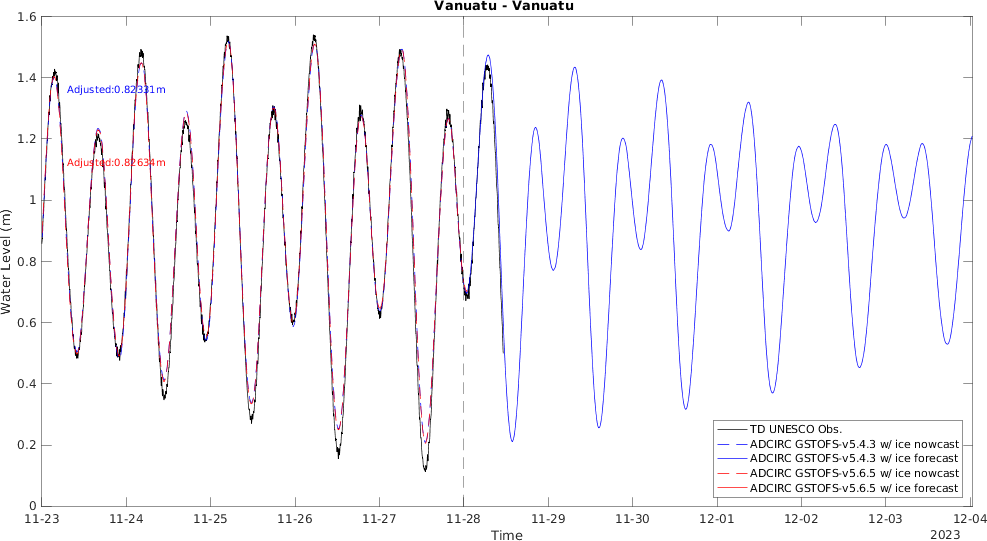 Vanuatu - Vanuatu
1.6
1.4
1.2
1
0.8
0.6
0.4
0.2
0
Water Level (m)
Adjusted:0.82331m
Adjusted:0.82634m
TD UNESCO Obs.
ADCIRC GSTOFS-v5.4.3 w/ ice nowcast
ADCIRC GSTOFS-v5.4.3 w/ ice forecast
ADCIRC GSTOFS-v5.6.5 w/ ice nowcast
ADCIRC GSTOFS-v5.6.5 w/ ice forecast
11-23 11-24 11-25 11-26 11-27 11-28 11-29 11-30 12-01 12-02 12-03 12-04
Time
2023